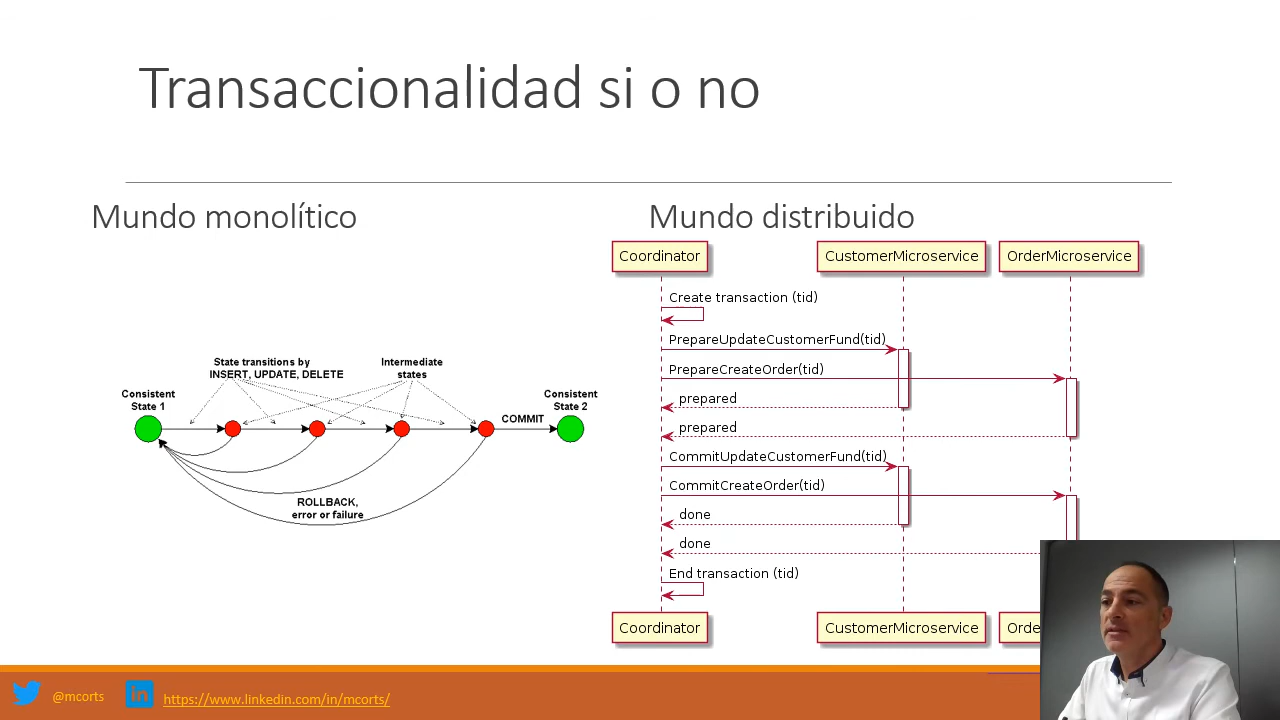 Transaccionalidad si o no
Mundo monolítico
State transitions by
INSERT, UPDATE, DELETE
Intermediate
states
Consistent
State 1
Consistent
State 2
COMMIT
ROLLBACK,
error or failure
Mundo distribuido
Coordinator
CustomerMicroservice
OrderMicroservice
Create transaction (tid)
PrepareUpdateCustomerFund(tid)
PrepareCreateOrder(tid)
prepared
prepared
CommitUpdateCustomerFund(tid)
CommitCreateOrder(tid)
done
done
End transaction (tid)
Coordinator
CustomerMicroservice
Orde
@mcorts
in
https://www.linkedin.com/in/mcorts/